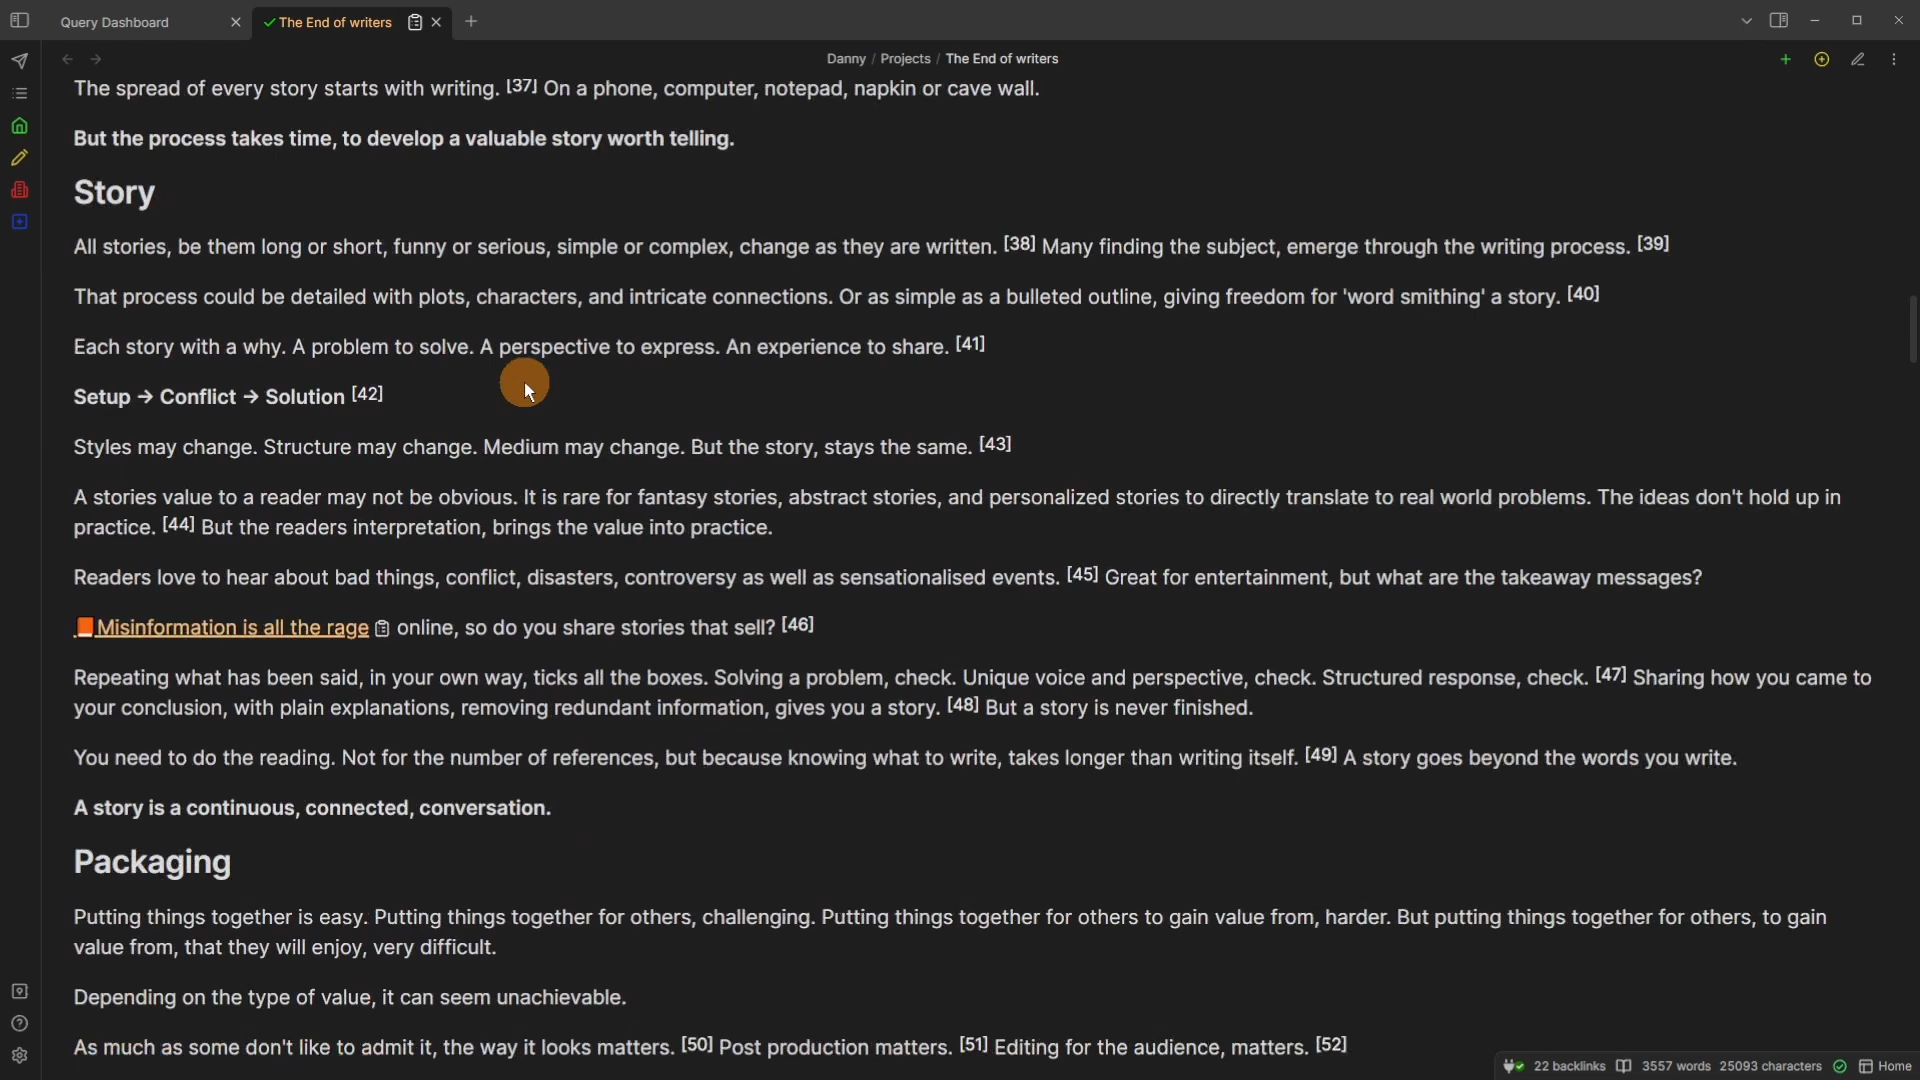 Query Dashboard
The End of writers
Danny / Projects / The End of writers
The spread of every story starts with writing. [37] On a phone, computer, notepad, napkin or cave wall.
But the process takes time, to develop a valuable story worth telling.
Story
All stories, be them long or short, funny or serious, simple or complex, change as they are written. [38] Many finding the subject, emerge through the writing process. [39]
That process could be detailed with plots, characters, and intricate connections. Or as simple as a bulleted outline, giving freedom for 'word smithing' a story. [40]
Each story with a why. A problem to solve. A perspective to express. An experience to share. [41]
Setup → Conflict → Solution [42]
Styles may change. Structure may change. Medium may change. But the story, stays the same. [43]
A stories value to a reader may not be obvious. It is rare for fantasy stories, abstract stories, and personalized stories to directly translate to real world problems. The ideas don't hold up in
practice. [44] But the readers interpretation, brings the value into practice.
Readers love to hear about bad things, conflict, disasters, controversy as well as sensationalised events. [45] Great for entertainment, but what are the takeaway messages?
Misinformation is all the rage online, so do you share stories that sell? [46]
Repeating what has been said, in your own way, ticks all the boxes. Solving a problem, check. Unique voice and perspective, check. Structured response, check. [47] Sharing how you came to
your conclusion, with plain explanations, removing redundant information, gives you a story. [48] But a story is never finished.
You need to do the reading. Not for the number of references, but because knowing what to write, takes longer than writing itself. [49] A story goes beyond the words you write.
A story is a continuous, connected, conversation.
Packaging
Putting things together is easy. Putting things together for others, challenging. Putting things together for others to gain value from, harder. But putting things together for others, to gain
value from, that they will enjoy, very difficult.
Depending on the type of value, it can seem unachievable.
As much as some don't like to admit it, the way it looks matters. [50] Post production matters. [51] Editing for the audience, matters. [52]
22 backlinks 3557 words 25093 characters Home